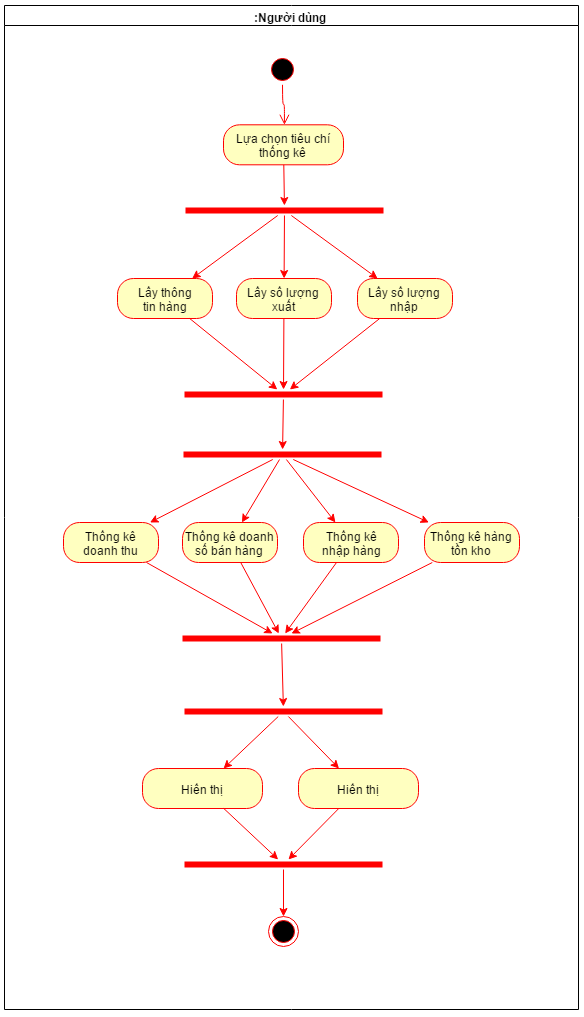 :Người dùng
Lựa chọn tiêu chí
thống kê
Lấy thông
tin hàng
Lấy số lượng
xuất
Lấy số lượng
nhập
Thống kê
doanh thu
Thống kê doanh
số bán hàng
Thống kê
nhập hàng
Thống kê hàng
tồn kho
Hiển thị
Hiển thị